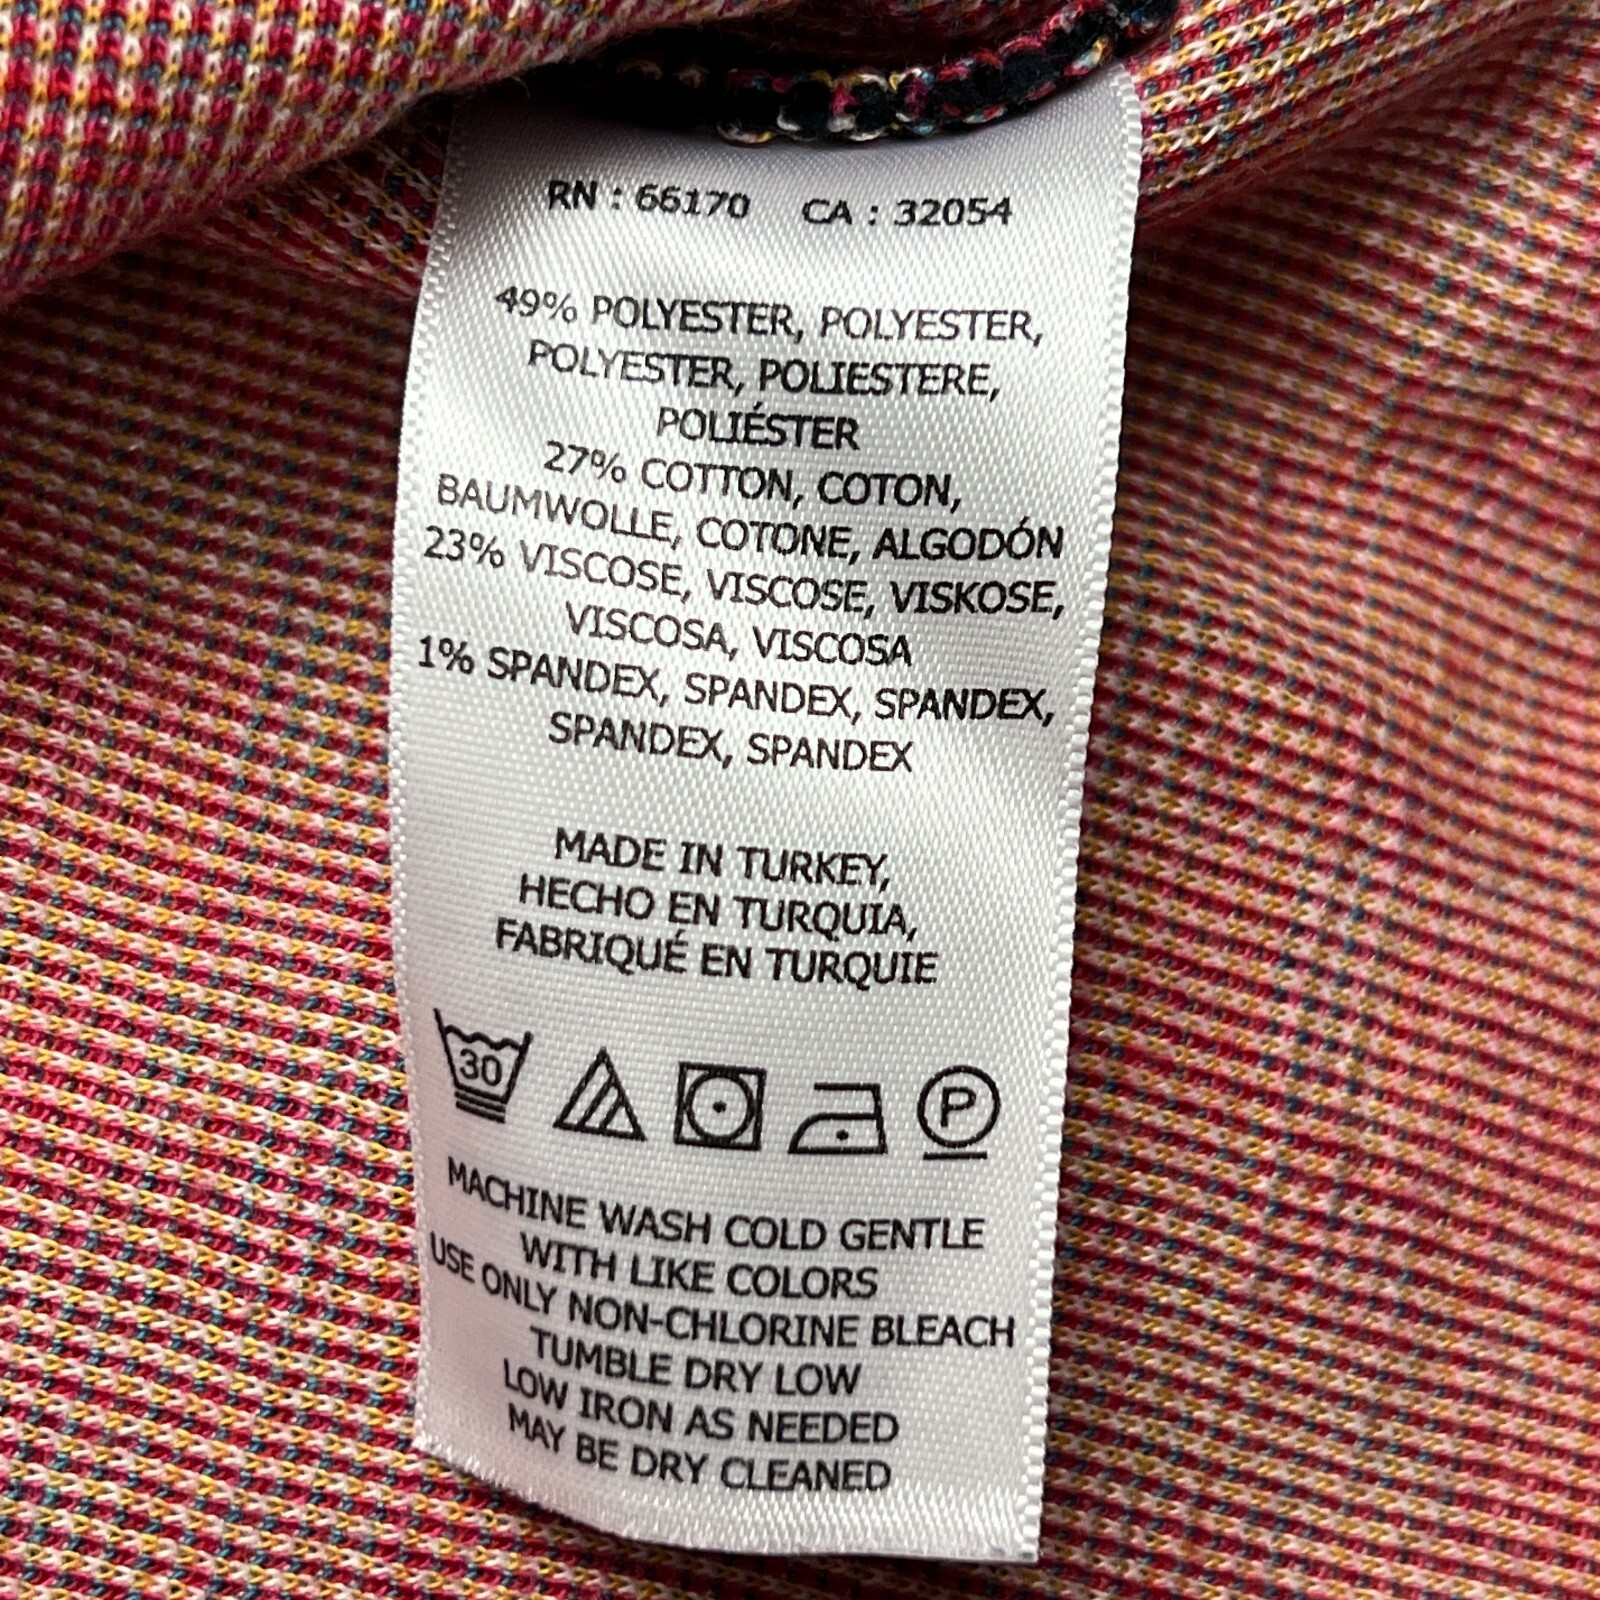 RN : 66170 CA : 32054
49% POLYESTER, POLYESTER,
POLYESTER, POLIESTERE,
POLIÉSTER
27% COTTON, COTON,
BAUMWOLLE, COTONE, ALGODÓN
23% VISCOSE, VISCOSE, VISKOSE,
VISCOSA, VISCOSA
1% SPANDEX, SPANDEX, SPANDEX,
SPANDEX, SPANDEX
MADE IN TURKEY,
HECHO EN TURQUIA,
FABRIQUÉ EN TURQUIE
30 P
MACHINE WASH COLD GENTLE
WITH LIKE COLORS
USE ONLY NON-CHLORINE BLEACH
TUMBLE DRY LOW
LOW IRON AS NEEDED
MAY BE DRY CLEANED